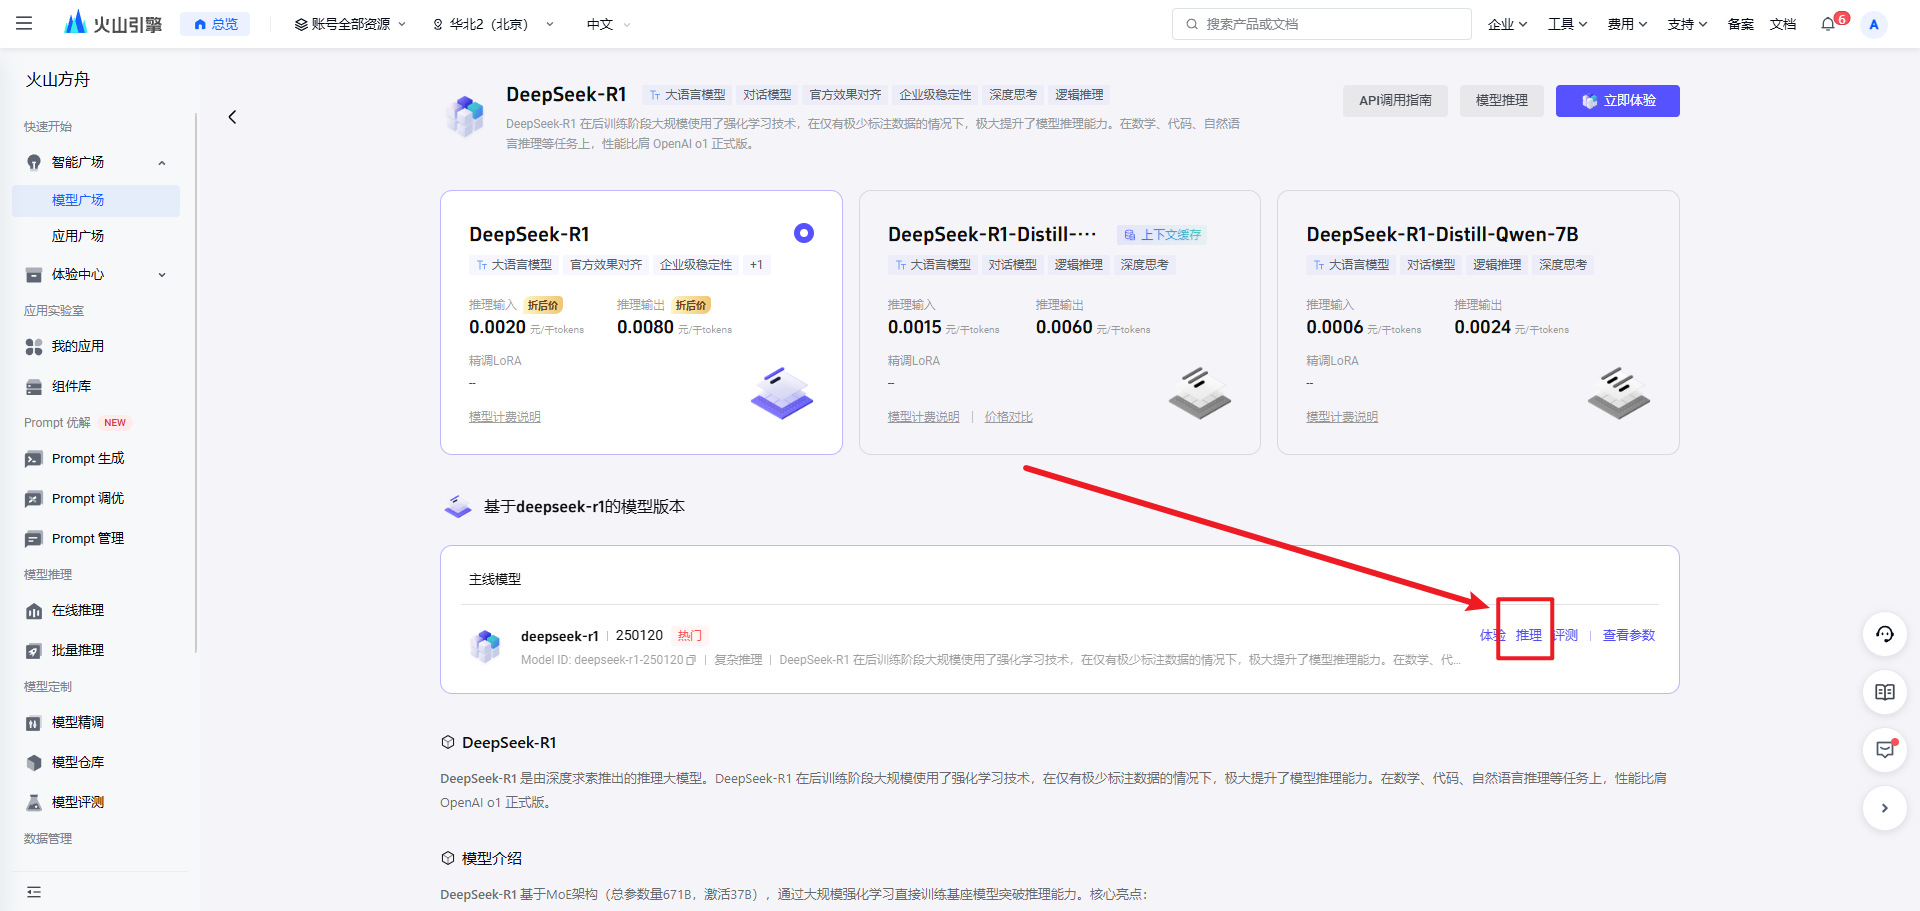 火山引擎
总览
账号全部资源
华北2（北京）
中文
搜索产品或文档
企业
工具
费用
支持
备案
文档
6
A
火山方舟
快速开始
智能广场
模型广场
应用广场
体验中心
应用实验室
我的应用
组件库
Prompt 优解 NEW
Prompt 生成
Prompt 调优
Prompt 管理
模型推理
在线推理
批量推理
模型定制
模型精调
模型仓库
模型评测
数据管理
DeepSeek-R1 大语言模型 对话模型 官方效果对齐 企业级稳定性 深度思考 逻辑推理
DeepSeek-R1 在后训练阶段大规模使用了强化学习技术，在仅有极少标注数据的情况下，极大提升了模型推理能力。在数学、代码、自然语
言推理等任务上，性能比肩 OpenAI o1 正式版。
API调用指南
模型推理
立即体验
DeepSeek-R1
Tт 大语言模型 官方效果对齐 企业级稳定性 +1
推理输入 折后价 推理输出 折后价
0.0020 元/千tokens 0.0080 元/千tokens
精调LoRA
--
模型计费说明
DeepSeek-R1-Distill-··· 上下文缓存
Tт 大语言模型 对话模型 逻辑推理 深度思考
推理输入 推理输出
0.0015 元/千tokens 0.0060 元/千tokens
精调LoRA
--
模型计费说明 | 价格对比
DeepSeek-R1-Distill-Qwen-7B
Tт 大语言模型 对话模型 逻辑推理 深度思考
推理输入 推理输出
0.0006 元/千tokens 0.0024 元/千tokens
精调LoRA
--
模型计费说明
基于deepseek-r1的模型版本
主线模型
deepseek-r1 | 250120 热门
体验 推理 评测 | 查看参数
Model ID: deepseek-r1-250120 | 复杂推理 | DeepSeek-R1 在后训练阶段大规模使用了强化学习技术，在仅有极少标注数据的情况下，极大提升了模型推理能力。在数学、代...
DeepSeek-R1
DeepSeek-R1 是由深度求索推出的推理大模型。DeepSeek-R1 在后训练阶段大规模使用了强化学习技术，在仅有极少标注数据的情况下，极大提升了模型推理能力。在数学、代码、自然语言推理等任务上，性能比肩
OpenAI o1 正式版。
模型介绍
DeepSeek-R1 基于MoE架构（总参数量671B，激活37B），通过大规模强化学习直接训练基座模型突破推理能力。核心亮点：